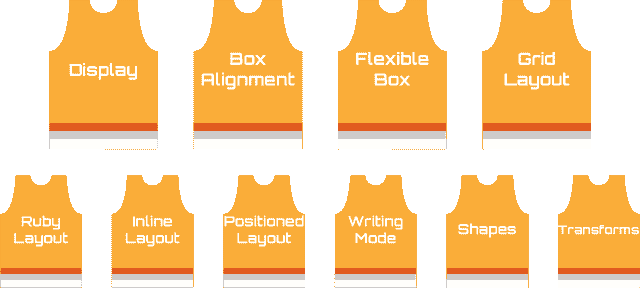 Display
Box
Alignment
Flexible
Box
Grid
Layout
Ruby
Layout
Inline
Layout
Positioned
Layout
Writing
Mode
Shapes
Transforms